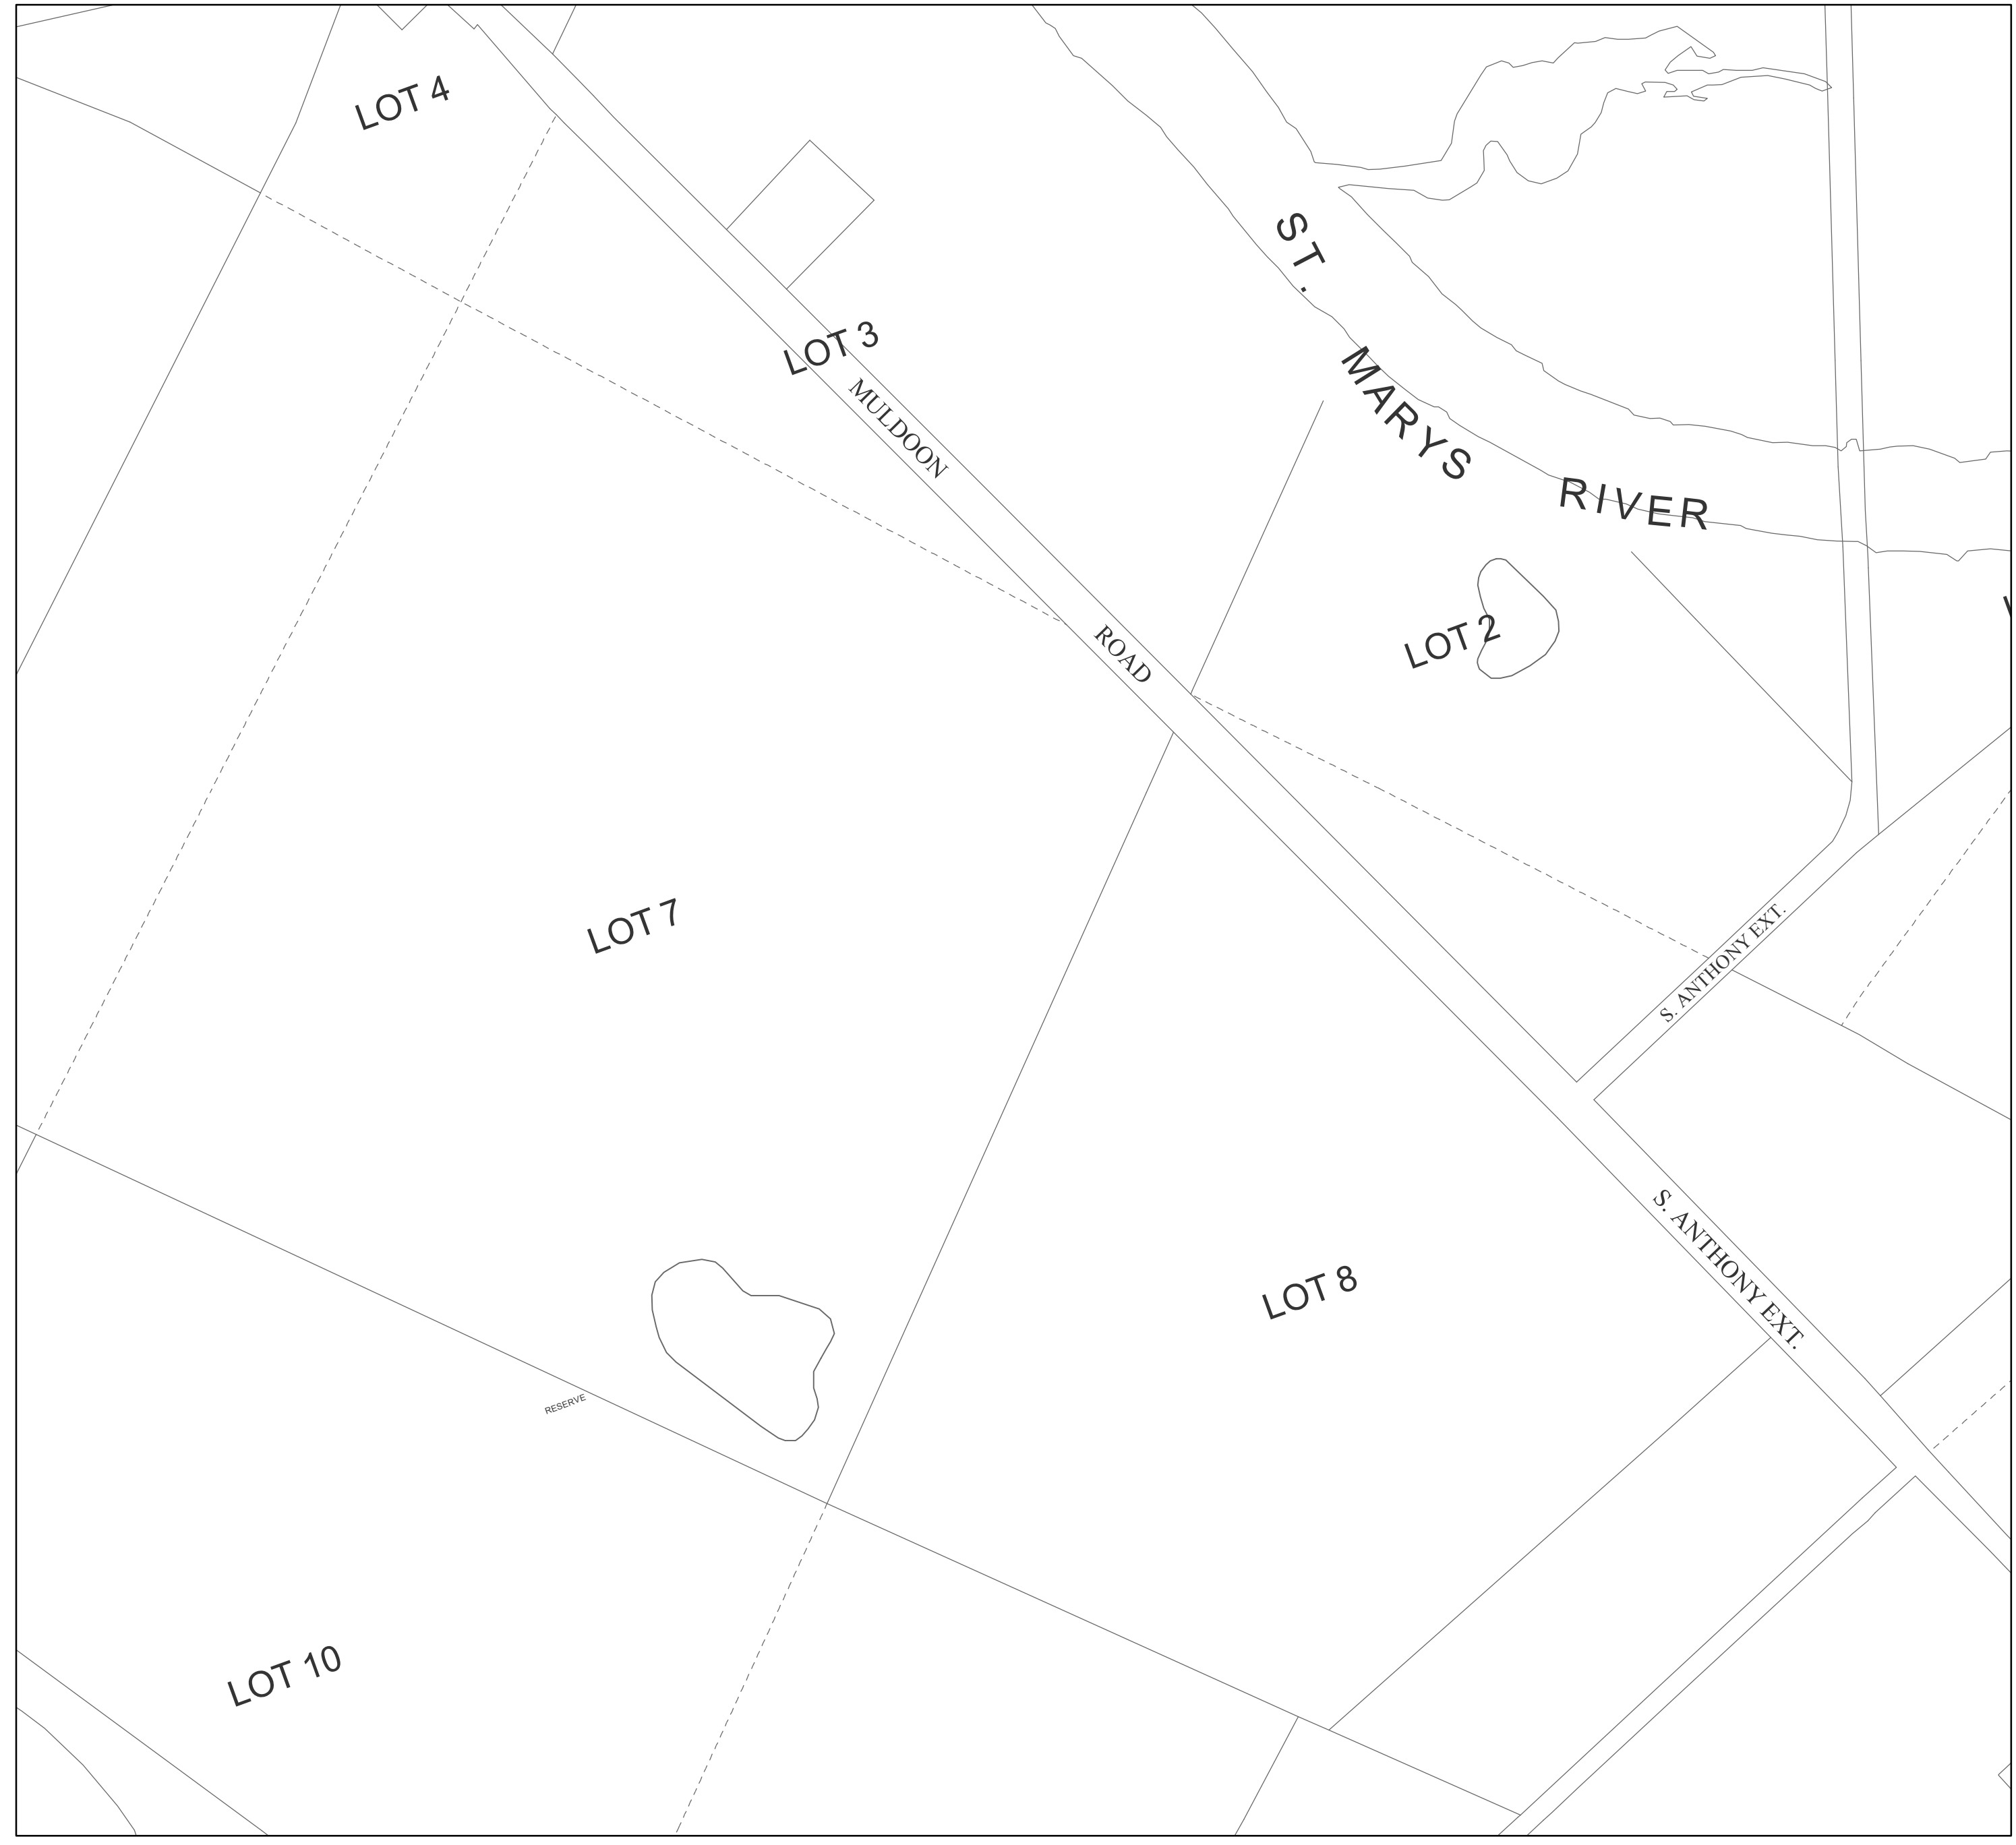 LOT 4
ST.
LOT 3
MULDOON
MARYS
RIVER
LOT 2
ROAD
LOT 7
S. ANTHONY EXT.
S. ANTHONY EXT.
LOT 8
RESERVE
LOT 10